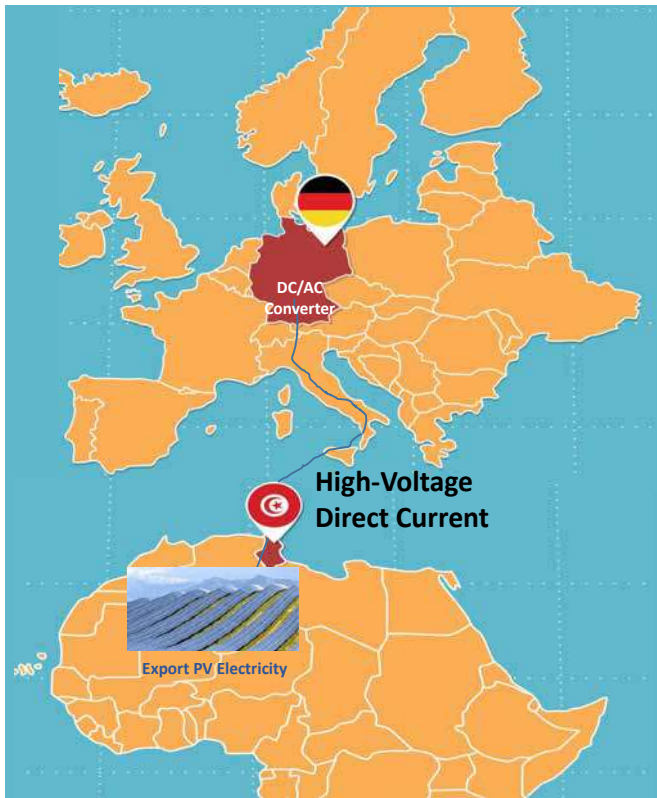 DC/AC
Converter
High-Voltage
Direct Current
Export PV Electricity